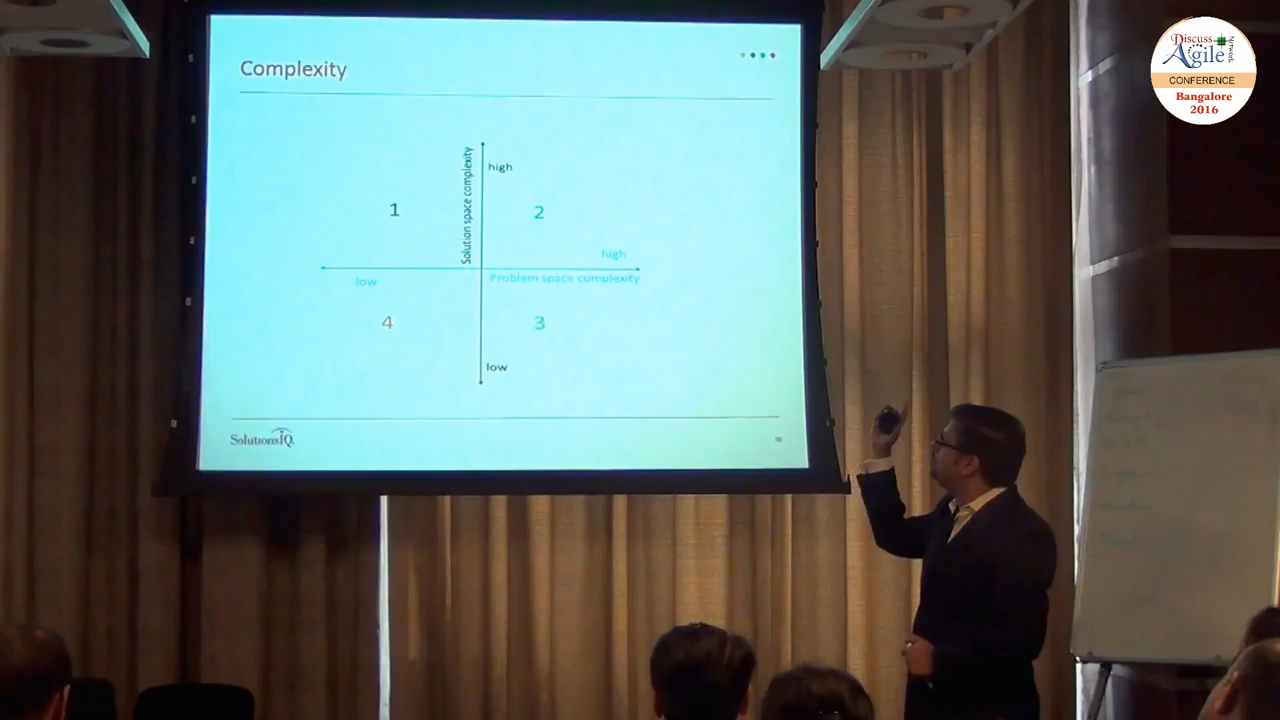 Complexity
Solution space complexity
high
1
2
high
low
Problem space complexity
4
3
low
SolutionsIQ.
Discuss
Agile
Network
CONFERENCE
Bangalore
2016